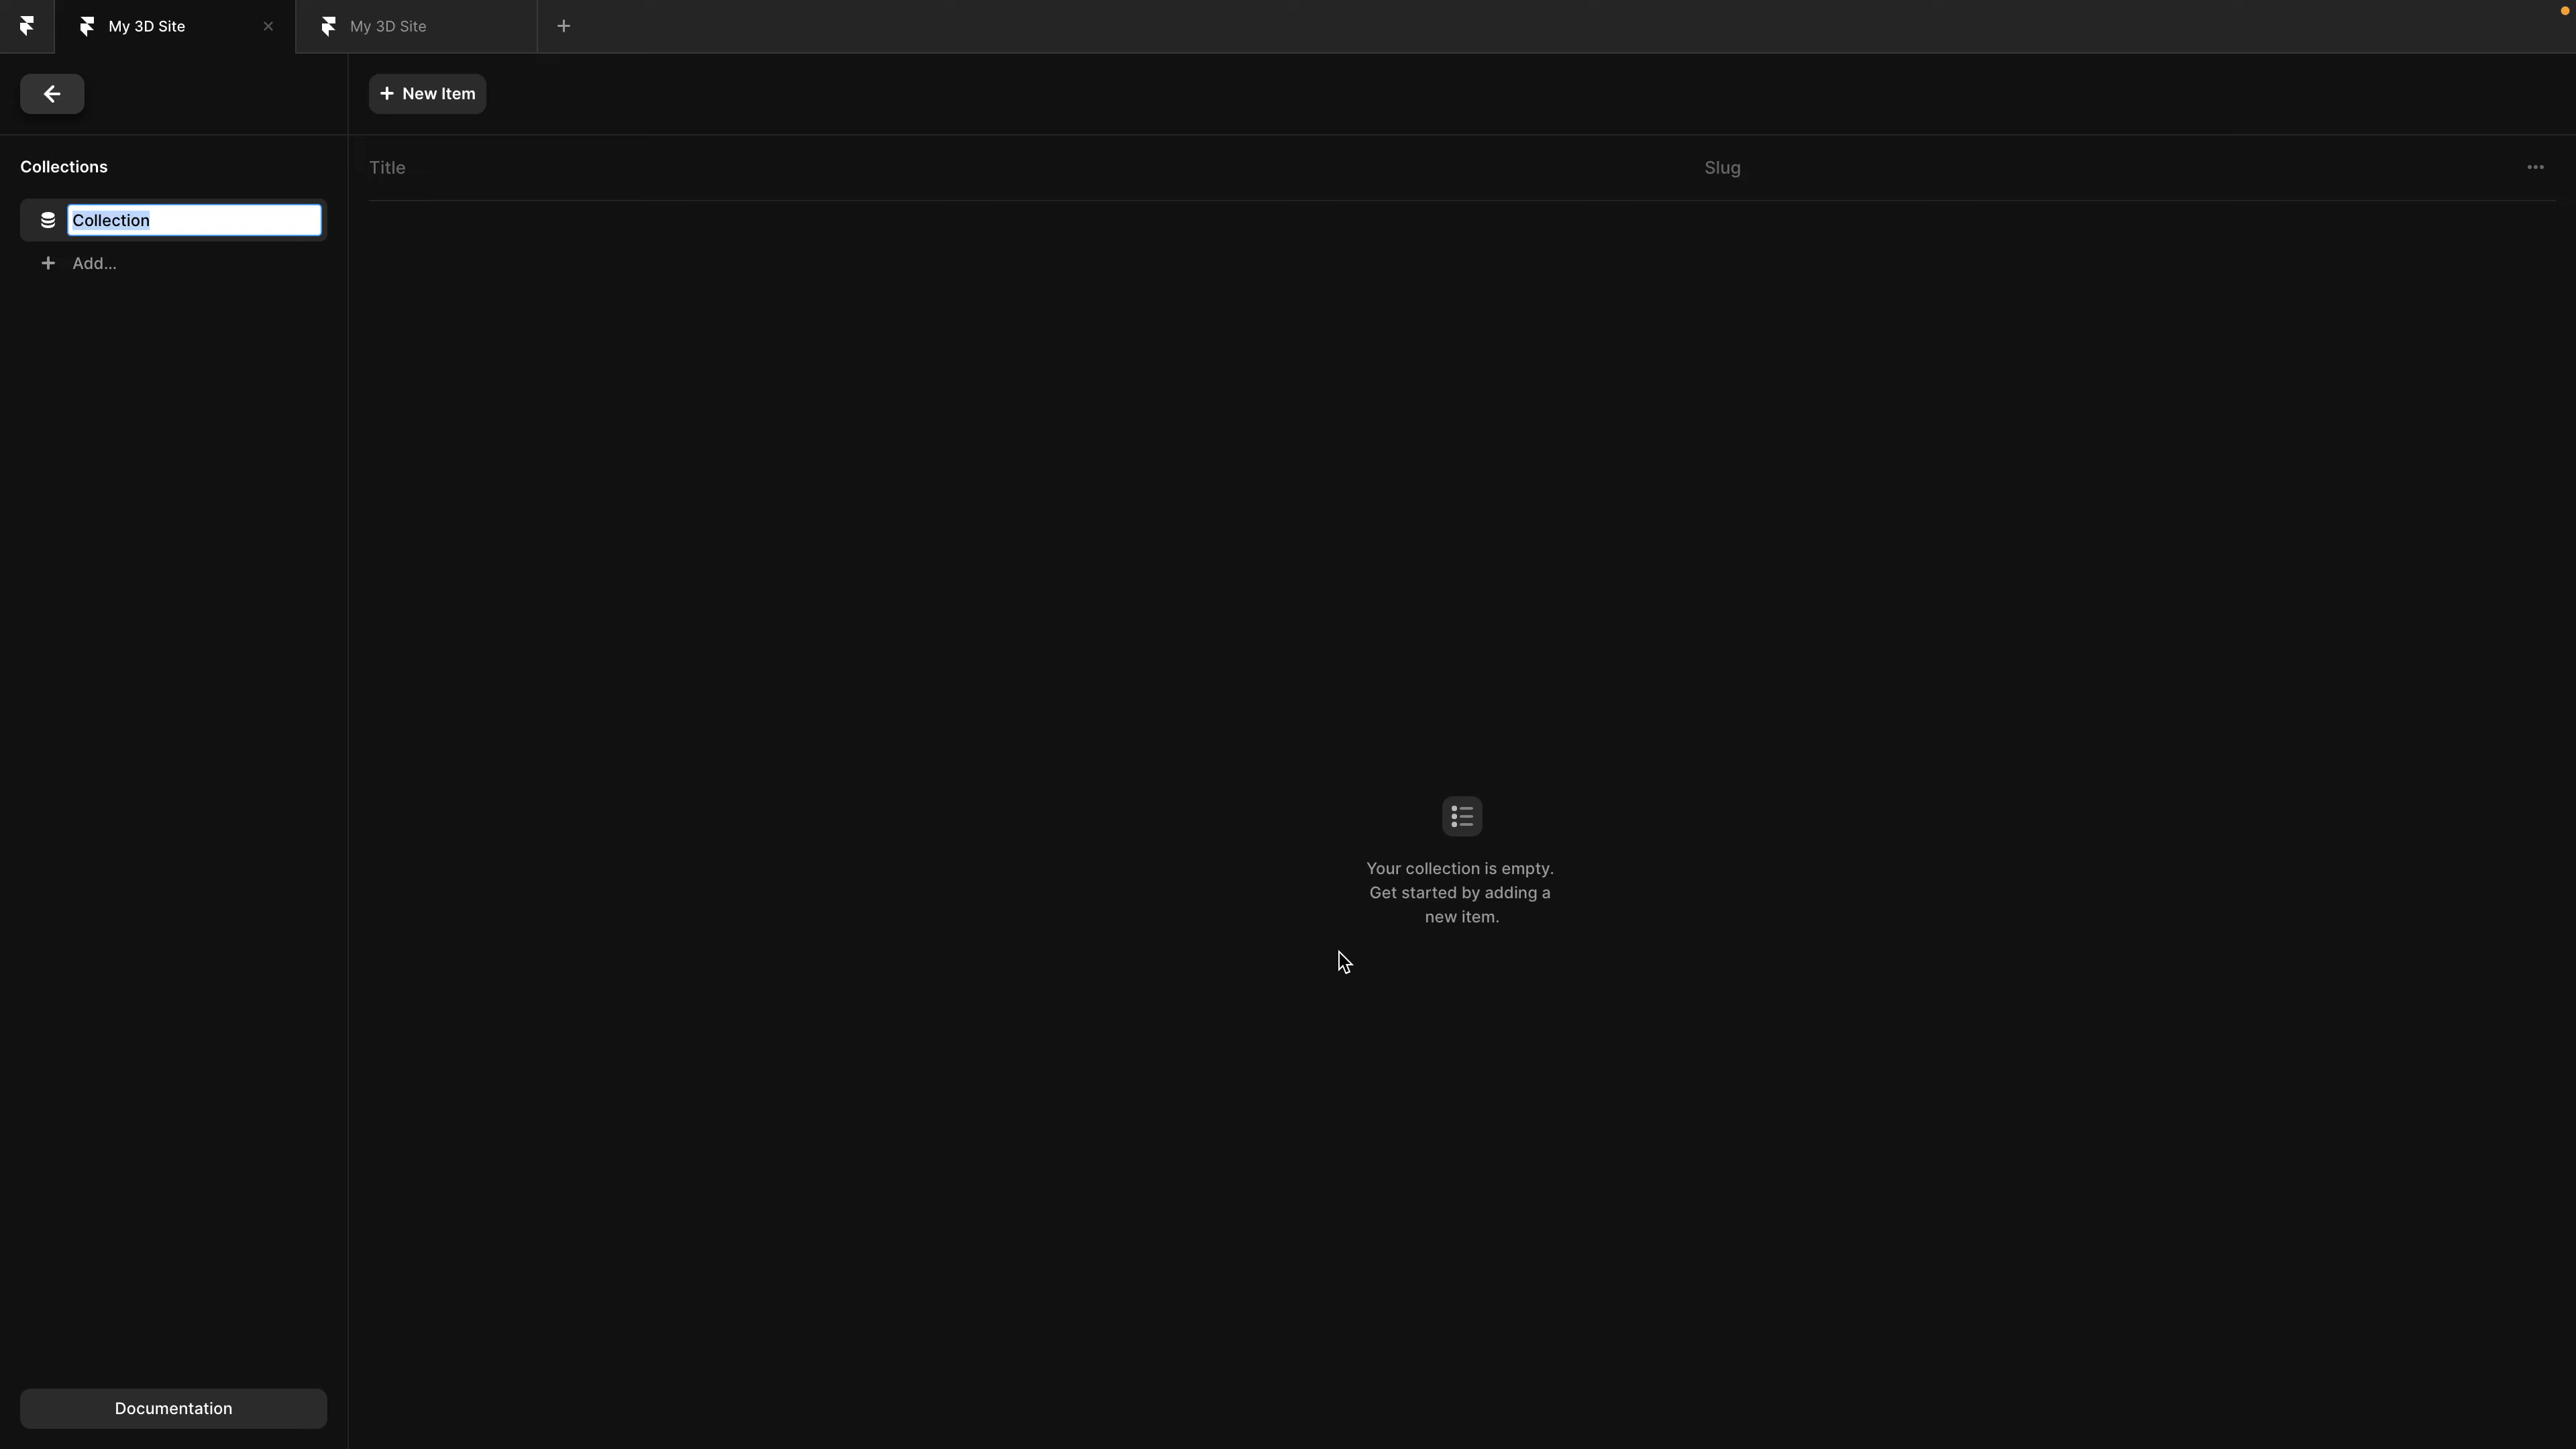 My 3D Site
My 3D Site
New Item
Collections
Title
Slug
Collection
Add...
Your collection is empty.
Get started by adding a
new item.
Documentation